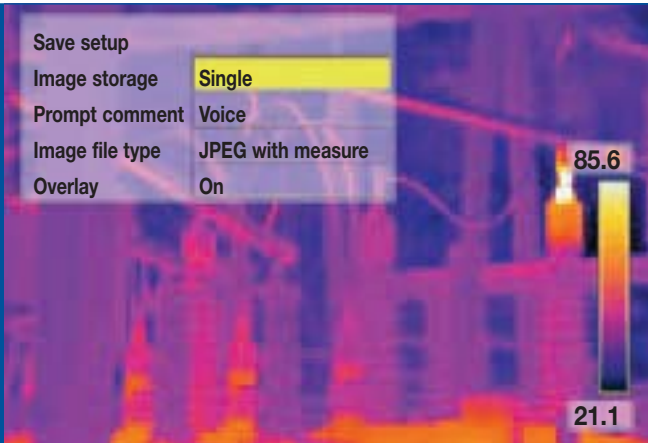 Save setup
Image storage Single
Prompt comment Voice
Image file type JPEG with measure
Overlay On
85.6
21.1